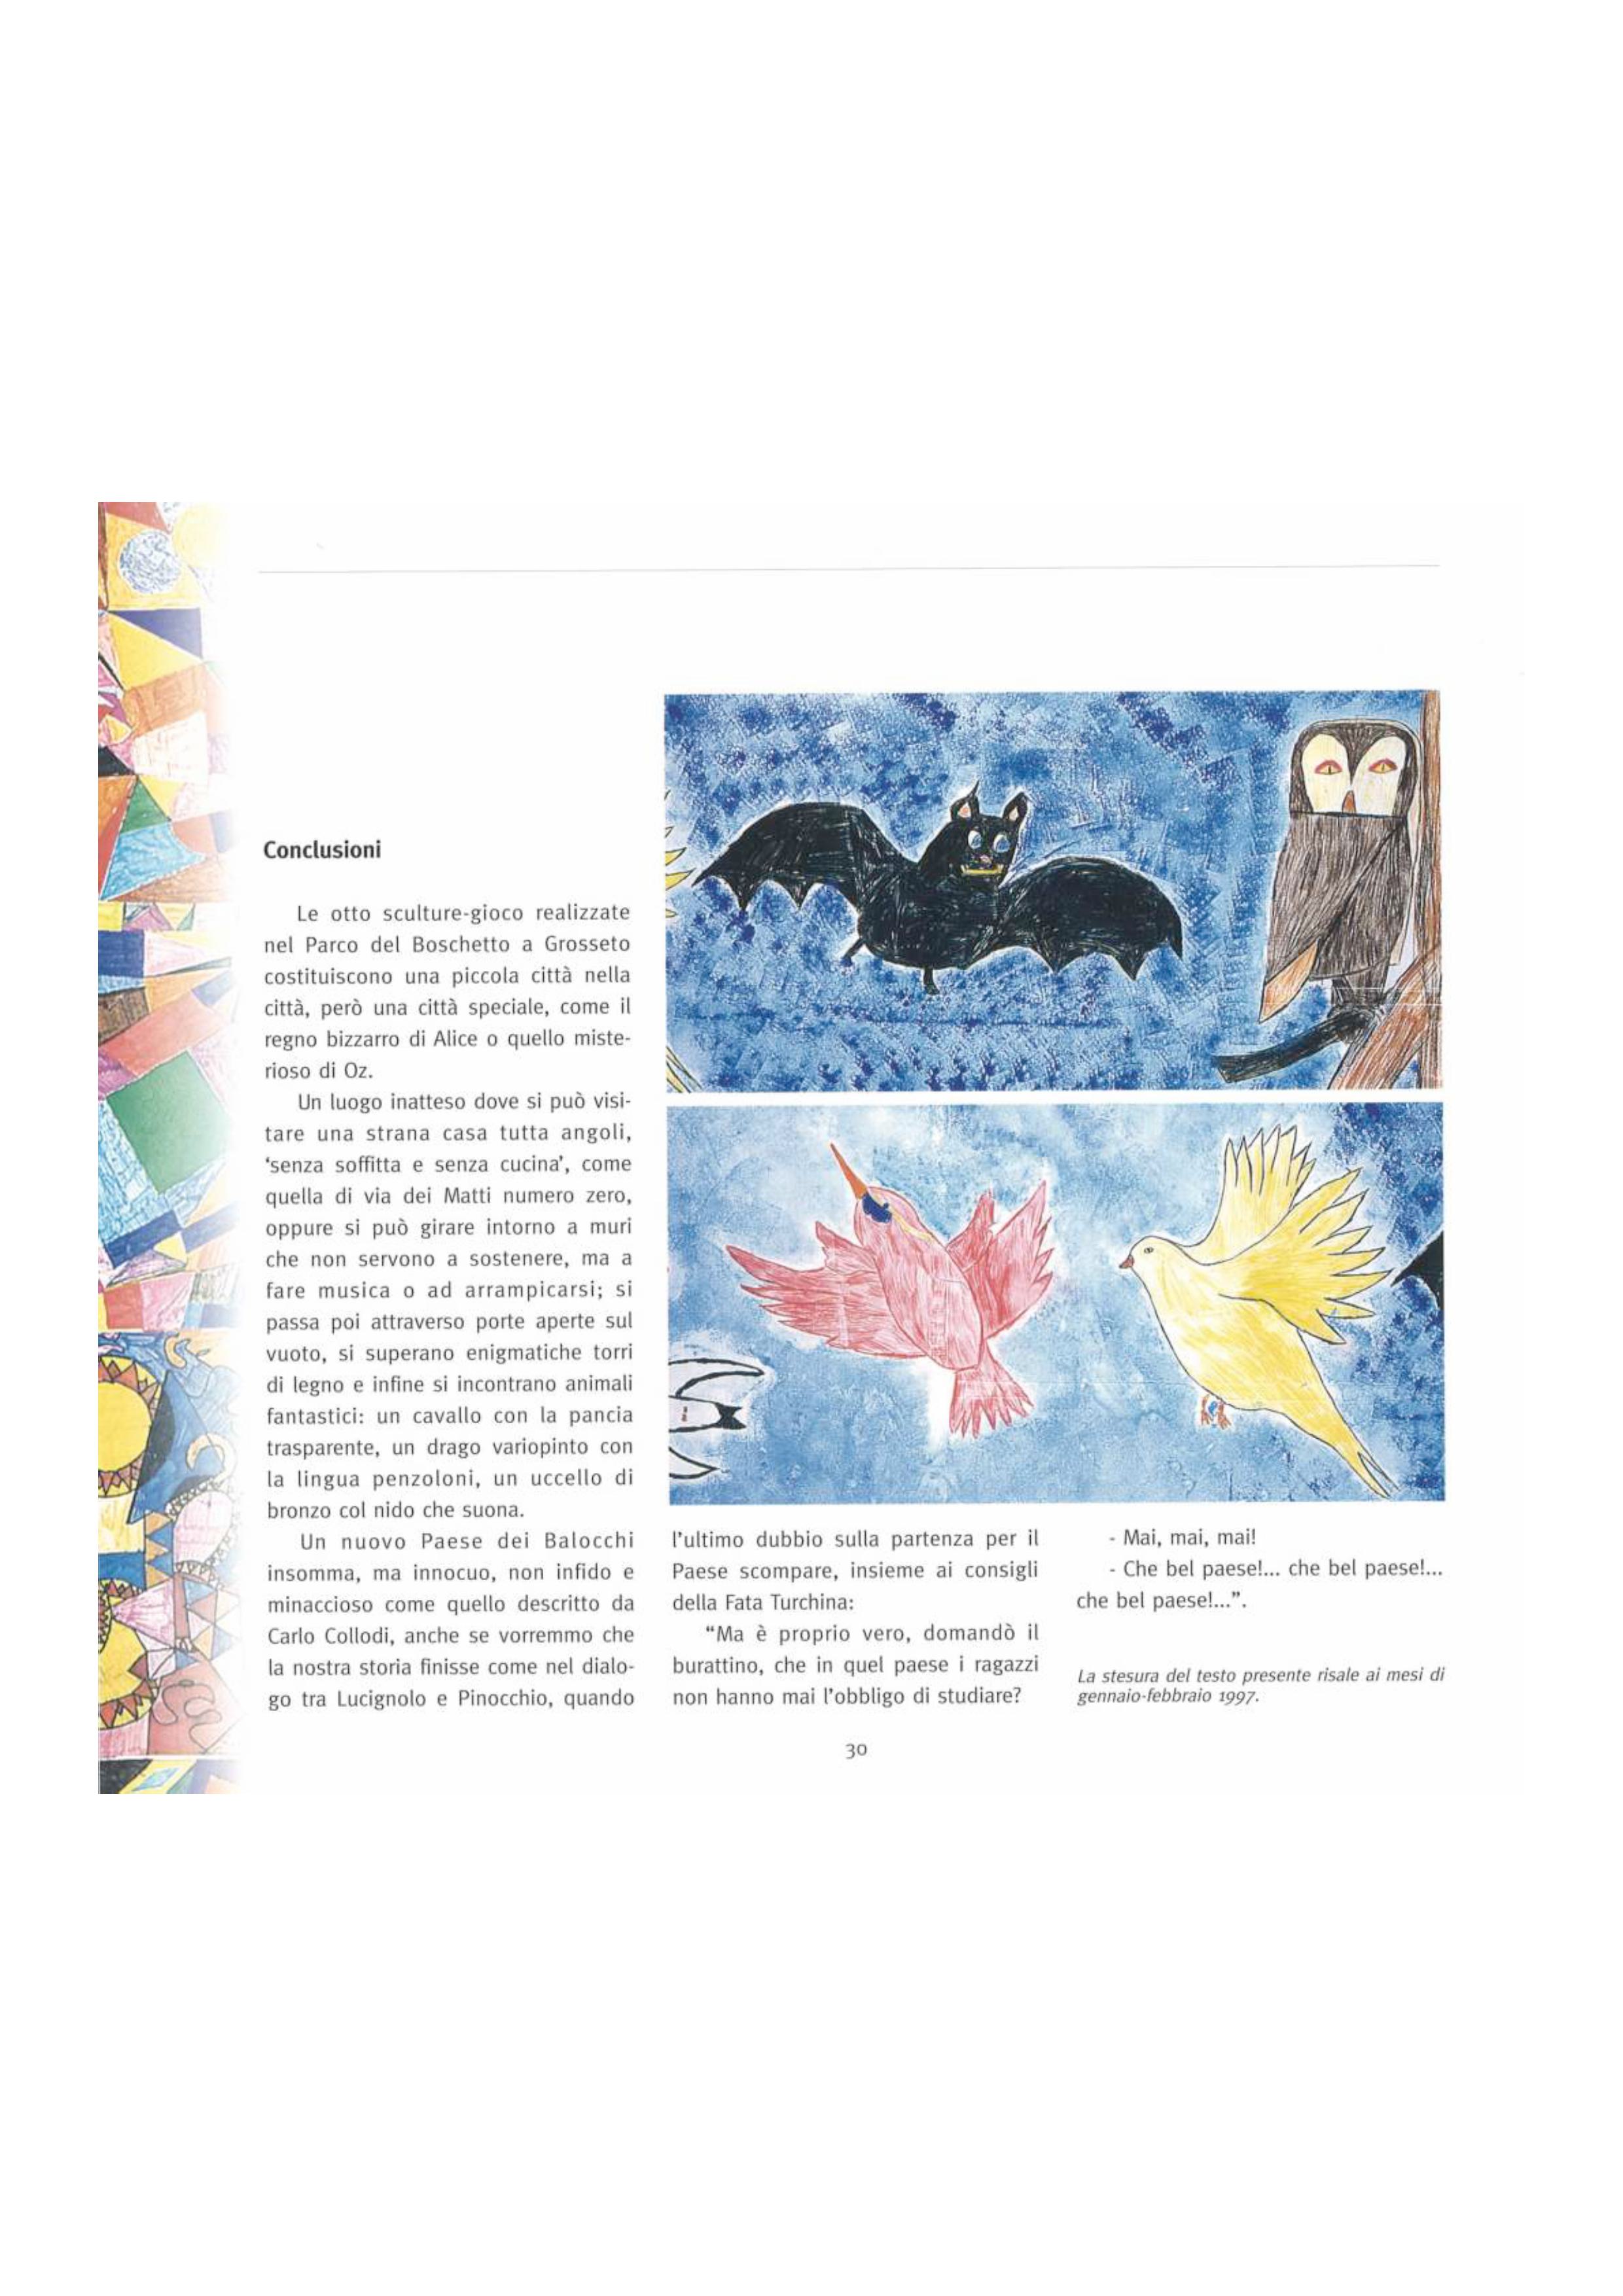 Conclusioni
Le otto sculture-gioco realizzate
nel Parco del Boschetto a Grosseto
costituiscono una piccola città nella
città, però una città speciale, come il
regno bizzarro di Alice o quello miste-
rioso di Oz.
Un luogo inatteso dove si può visi-
tare una strana casa tutta angoli,
‘senza soffitta e senza cucina’, come
quella di via dei Matti numero zero,
oppure si può girare intorno a muri
che non servono a sostenere, ma a
fare musica o ad arrampicarsi; si
passa poi attraverso porte aperte sul
vuoto, si superano enigmatiche torri
di legno e infine si incontrano animali
fantastici: un cavallo con la pancia
trasparente, un drago variopinto con
la lingua penzoloni, un uccello di
bronzo col nido che suona.
Un nuovo Paese dei Balocchi
insomma, ma innocuo, non infido e
minaccioso come quello descritto da
Carlo Collodi, anche se vorremmo che
la nostra storia finisse come nel dialo-
go tra Lucignolo e Pinocchio, quando
l’ultimo dubbio sulla partenza per il
Paese scompare, insieme ai consigli
della Fata Turchina:
“Ma è proprio vero, domandò il
burattino, che in quel paese i ragazzi
non hanno mai l’obbligo di studiare?
- Mai, mai, mai!
- Che bel paese!... che bel paese!...
che bel paese!...”.
La stesura del testo presente risale ai mesi di
gennaio-febbraio 1997.
30